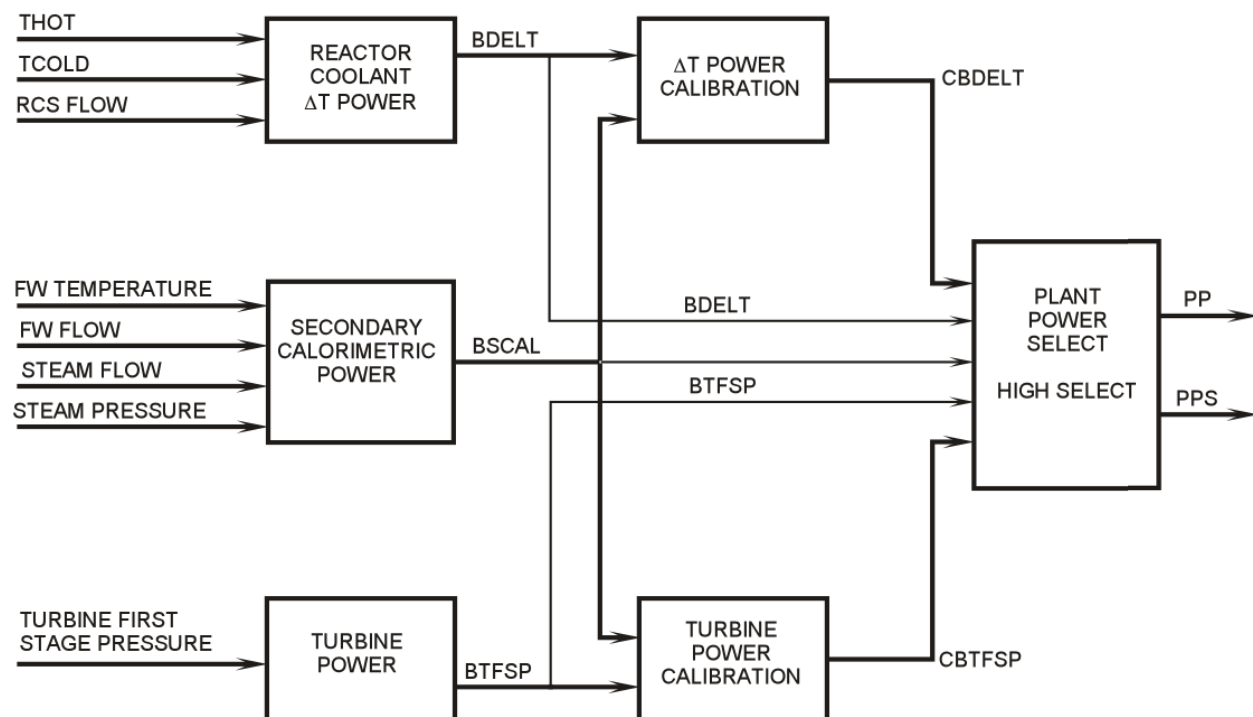 THOT
TCOLD
RCS FLOW
REACTOR
COOLANT
ΔT POWER
BDELT
ΔT POWER
CALIBRATION
CBDELT
FW TEMPERATURE
FW FLOW
STEAM FLOW
STEAM PRESSURE
SECONDARY
CALORIMETRIC
POWER
BSCAL
BDELT
BTFSP
PLANT
POWER
SELECT
HIGH SELECT
PP
PPS
TURBINE FIRST
STAGE PRESSURE
TURBINE
POWER
BTFSP
TURBINE
POWER
CALIBRATION
CBTFSP